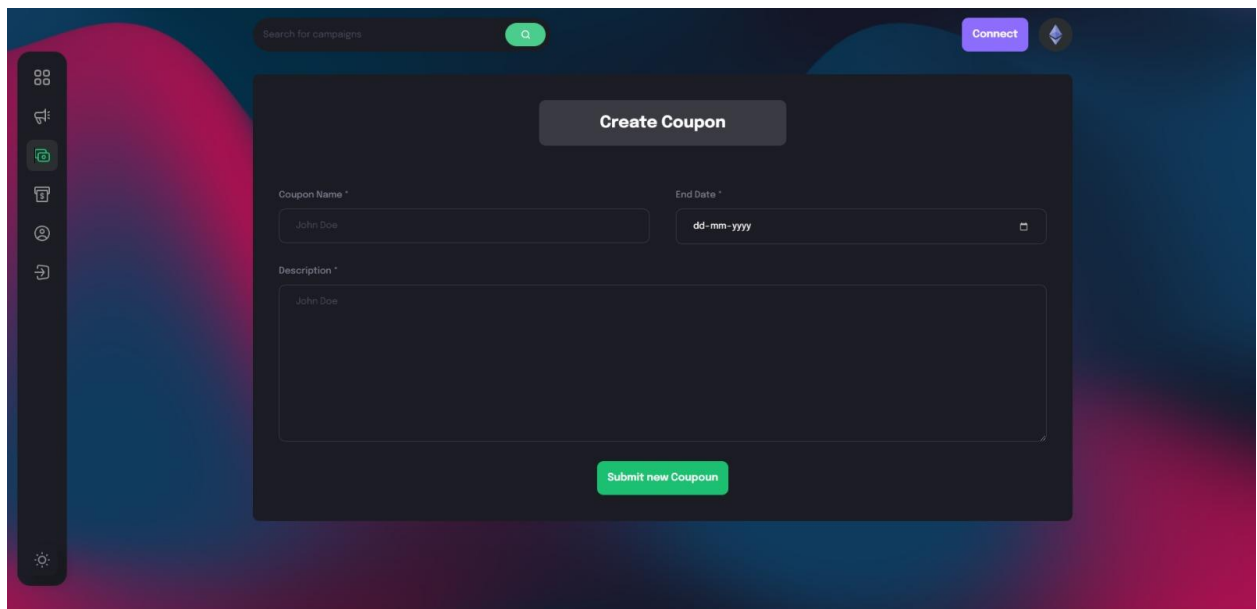 Search for campaigns
Connect
Create Coupon
Coupon Name *
End Date *
John Doe
dd-mm-yyyy
Description *
John Doe
Submit new Coupoun